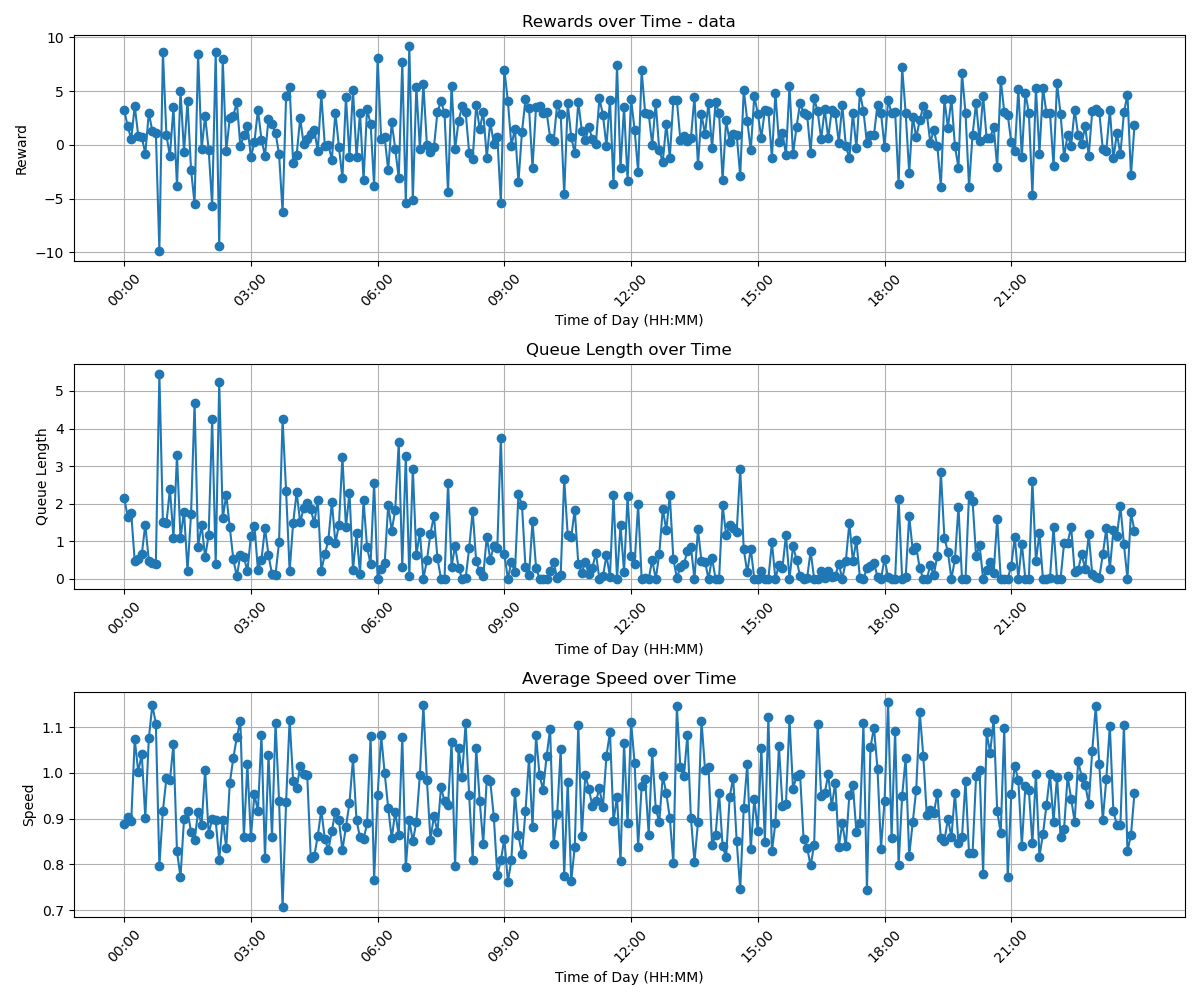 Rewards over Time - data
Reward
10
5
0
−5
−10
00:00 03:00 06:00 09:00 12:00 15:00 18:00 21:00
Time of Day (HH:MM)
Queue Length over Time
Queue Length
5
4
3
2
1
0
00:00 03:00 06:00 09:00 12:00 15:00 18:00 21:00
Time of Day (HH:MM)
Average Speed over Time
Speed
1.1
1.0
0.9
0.8
0.7
00:00 03:00 06:00 09:00 12:00 15:00 18:00 21:00
Time of Day (HH:MM)